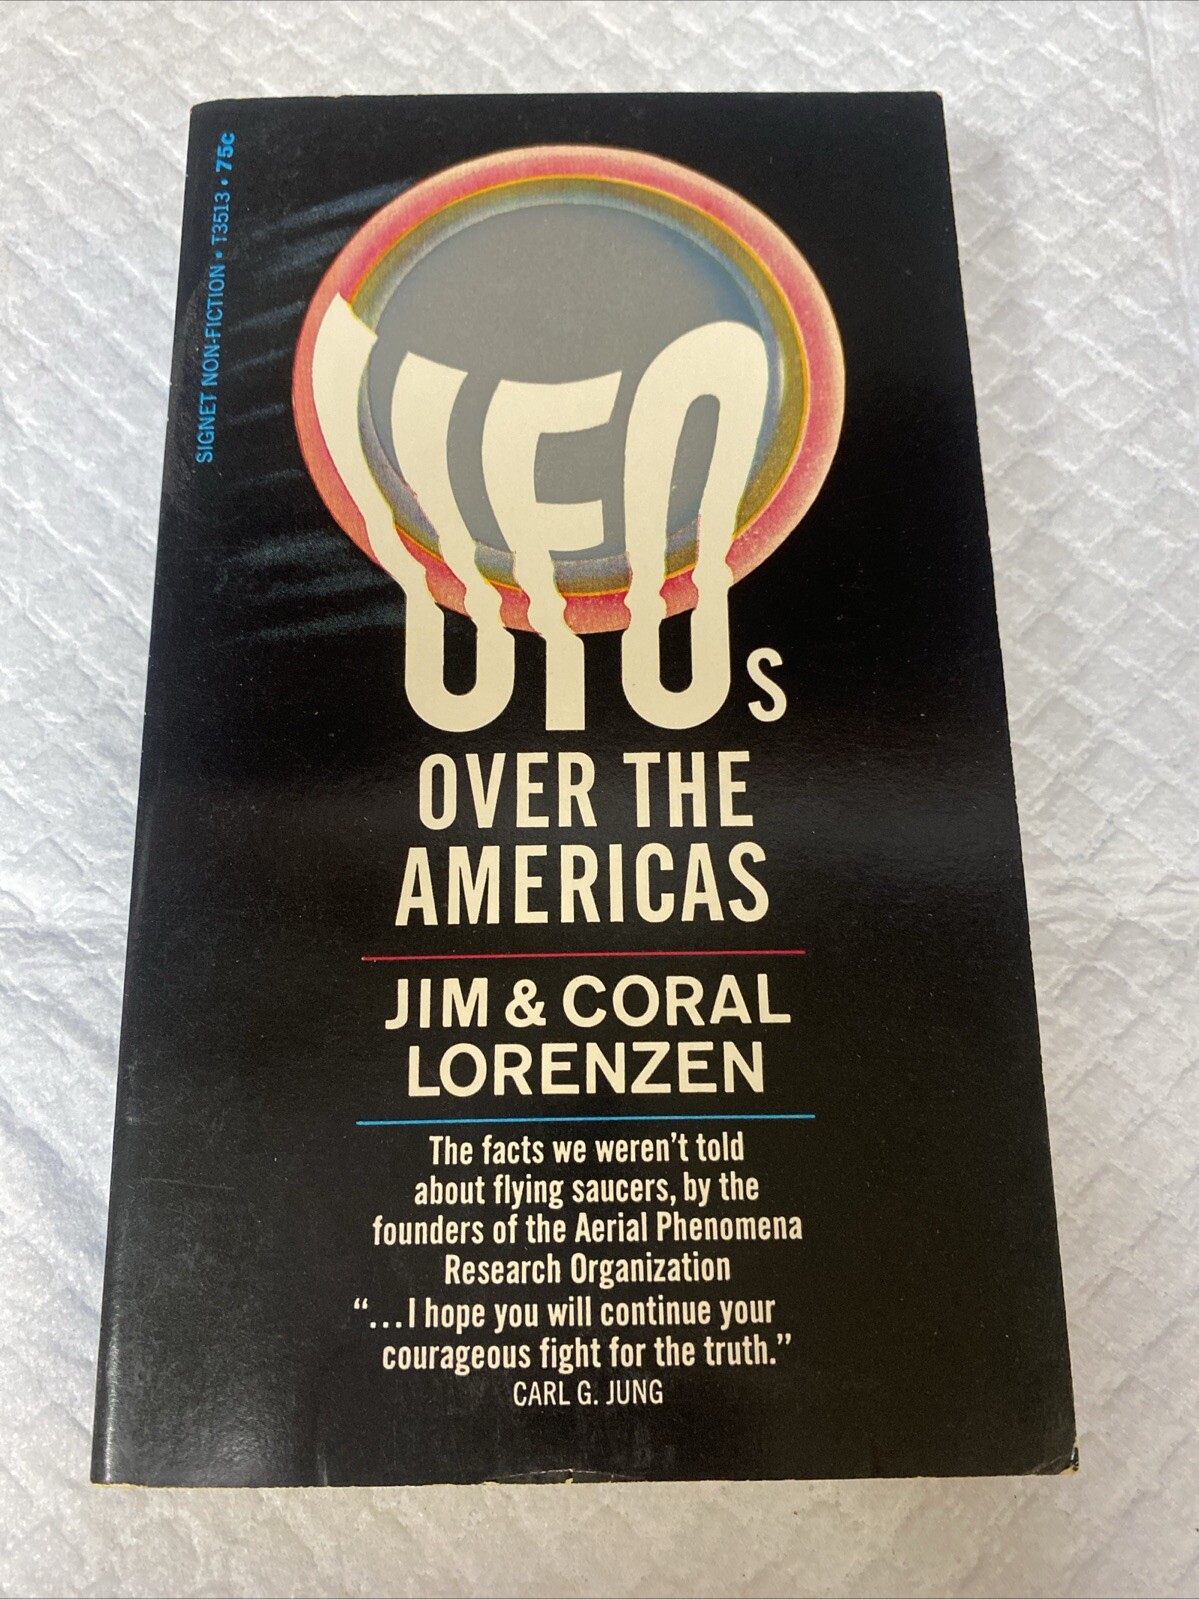 SIGNET NON-FICTION • T3513 • 75c
UFOs
OVER THE
AMERICAS
JIM & CORAL
LORENZEN
The facts we weren't told
about flying saucers, by the
founders of the Aerial Phenomena
Research Organization
"...I hope you will continue your
courageous fight for the truth."
CARL G. JUNG